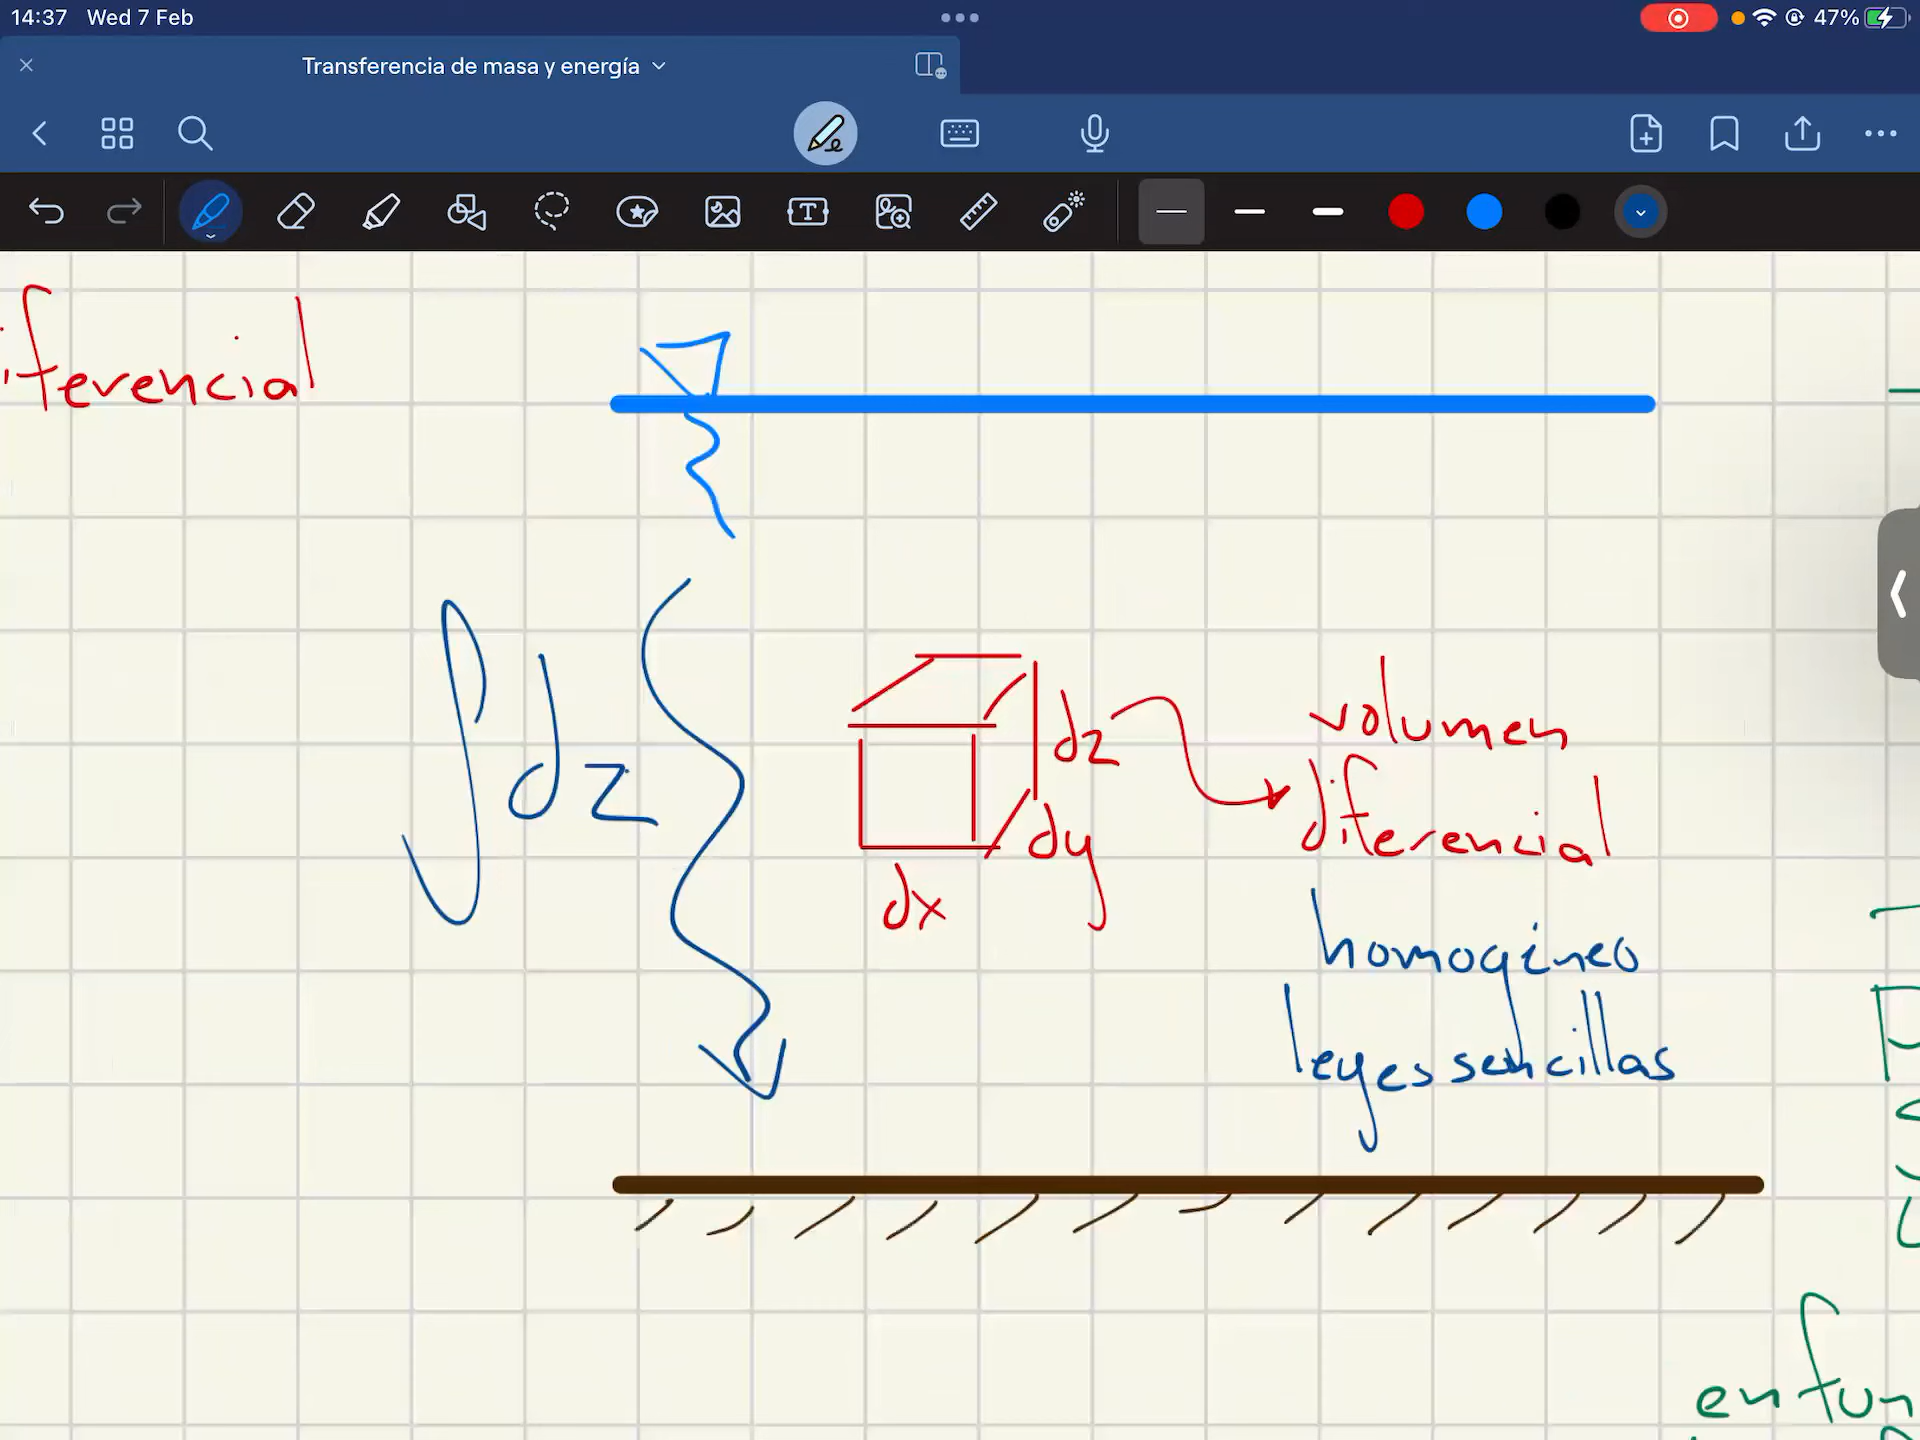 14:37 Wed 7 Feb
47%
Transferencia de masa y energía
iferencial
∫dz
dz
dy
dx
volumen
diferencial
homogéneo
leyes sencillas
en fun